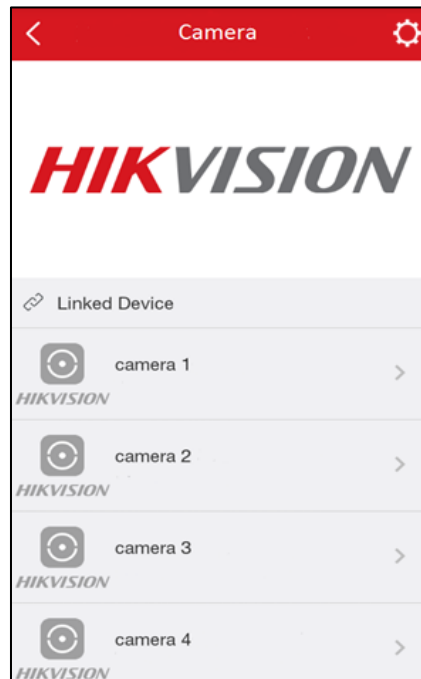 Camera
HIKVISION
Linked Device
camera 1
HIKVISION
camera 2
HIKVISION
camera 3
HIKVISION
camera 4
HIKVISION